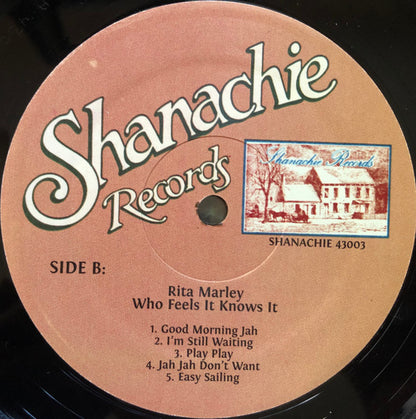 Shanachie
Records
Shanachie Records
SHANACHIE 43003
SIDE B:
Rita Marley
Who Feels It Knows It
1. Good Morning Jah
2. I'm Still Waiting
3. Play Play
4. Jah Jah Don't Want
5. Easy Sailing